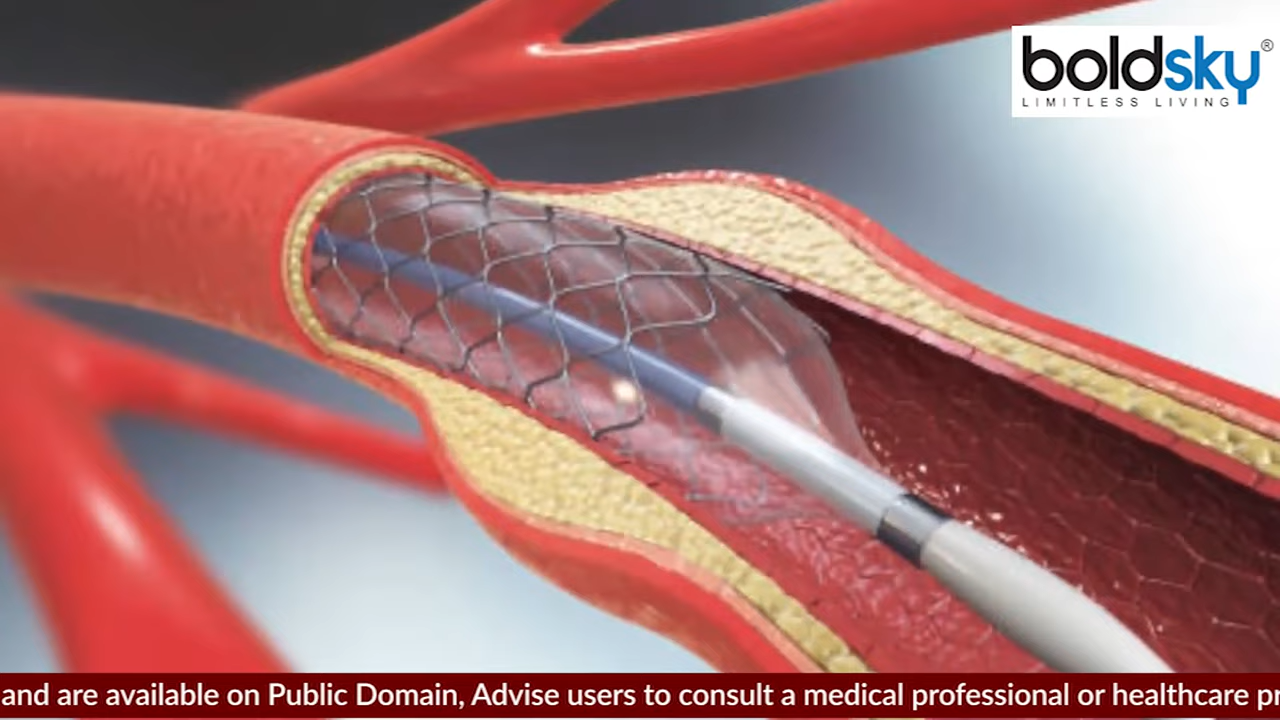 boldsky®
LIMITLESS LIVING
and are available on Public Domain, Advise users to consult a medical professional or healthcare